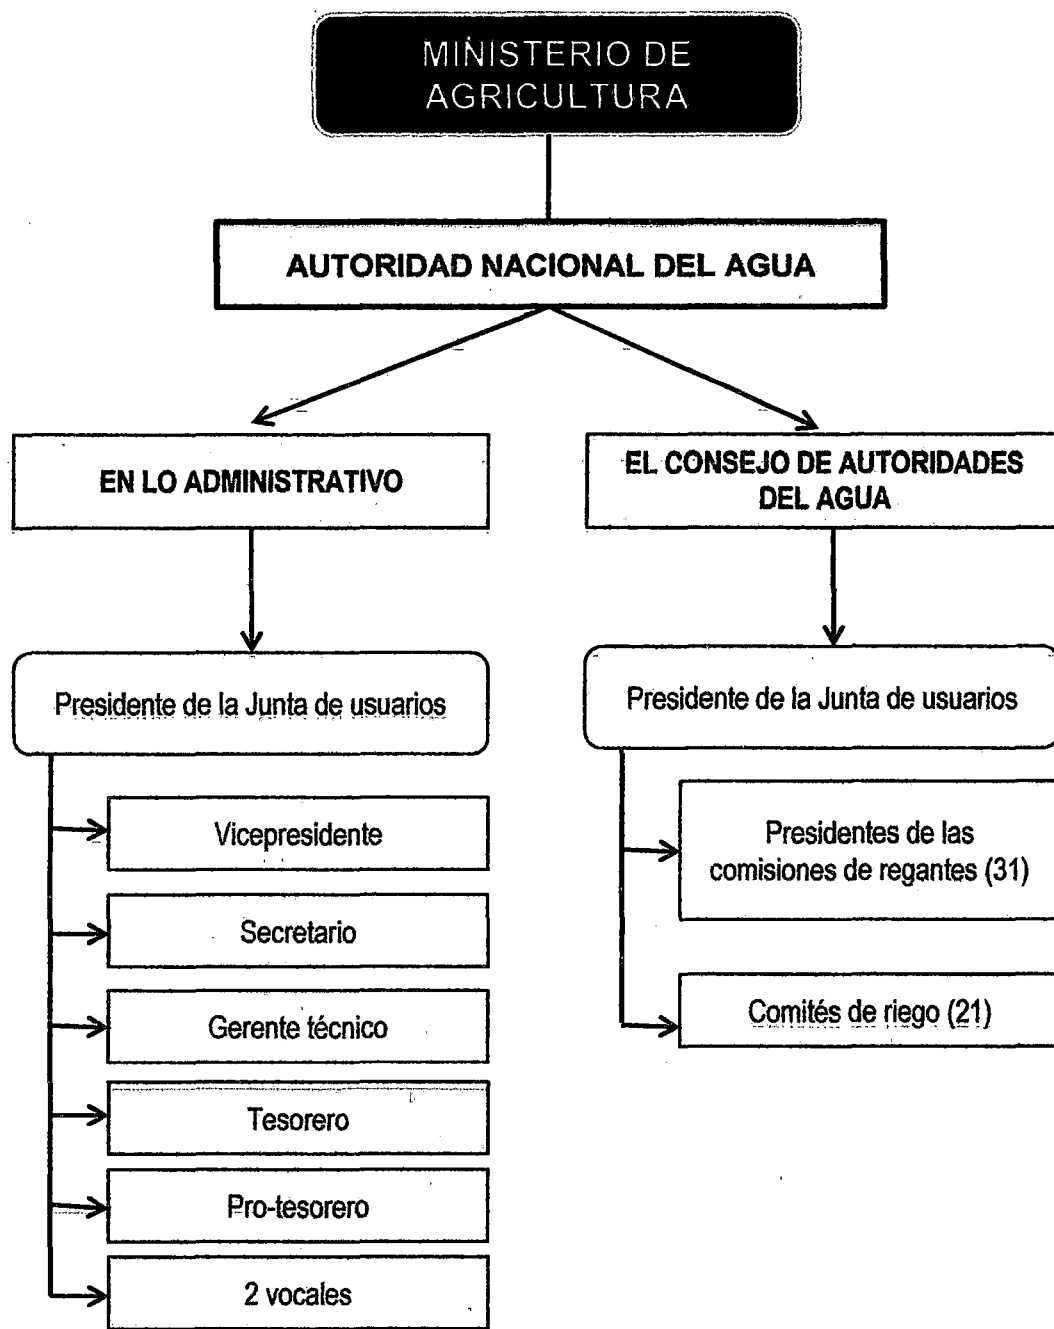 MINISTERIO DE
AGRICULTURA
AUTORIDAD NACIONAL DEL AGUA
EN LO ADMINISTRATIVO
EL CONSEJO DE AUTORIDADES
DEL AGUA
Presidente de la Junta de usuarios
Presidente de la Junta de usuarios
Vicepresidente
Secretario
Gerente técnico
Tesorero
Pro-tesorero
2 vocales
Presidentes de las
comisiones de regantes (31)
Comités de riego (21)